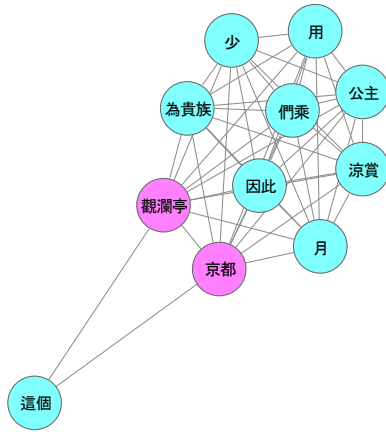 用
少
公主
為貴族
們乘
涼賞
因此
觀瀾亭
月
京都
這個